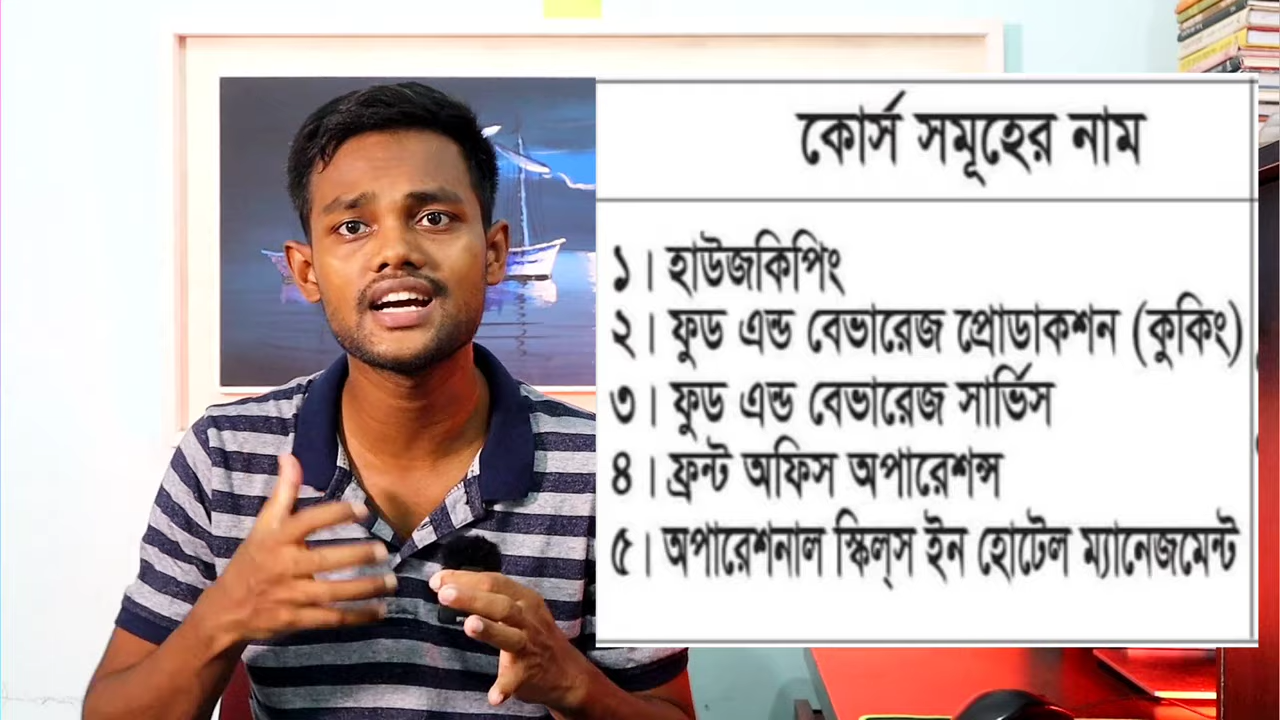 কোর্স সমূহের নাম
১। হাউজকিপিং
২। ফুড এন্ড বেভারেজ প্রোডাকশন (কুকিং)
৩। ফুড এন্ড বেভারেজ সার্ভিস
৪। ফ্রন্ট অফিস অপারেশন্স
৫। অপারেশনাল স্কিল্‌স ইন হোটেল ম্যানেজমেন্ট